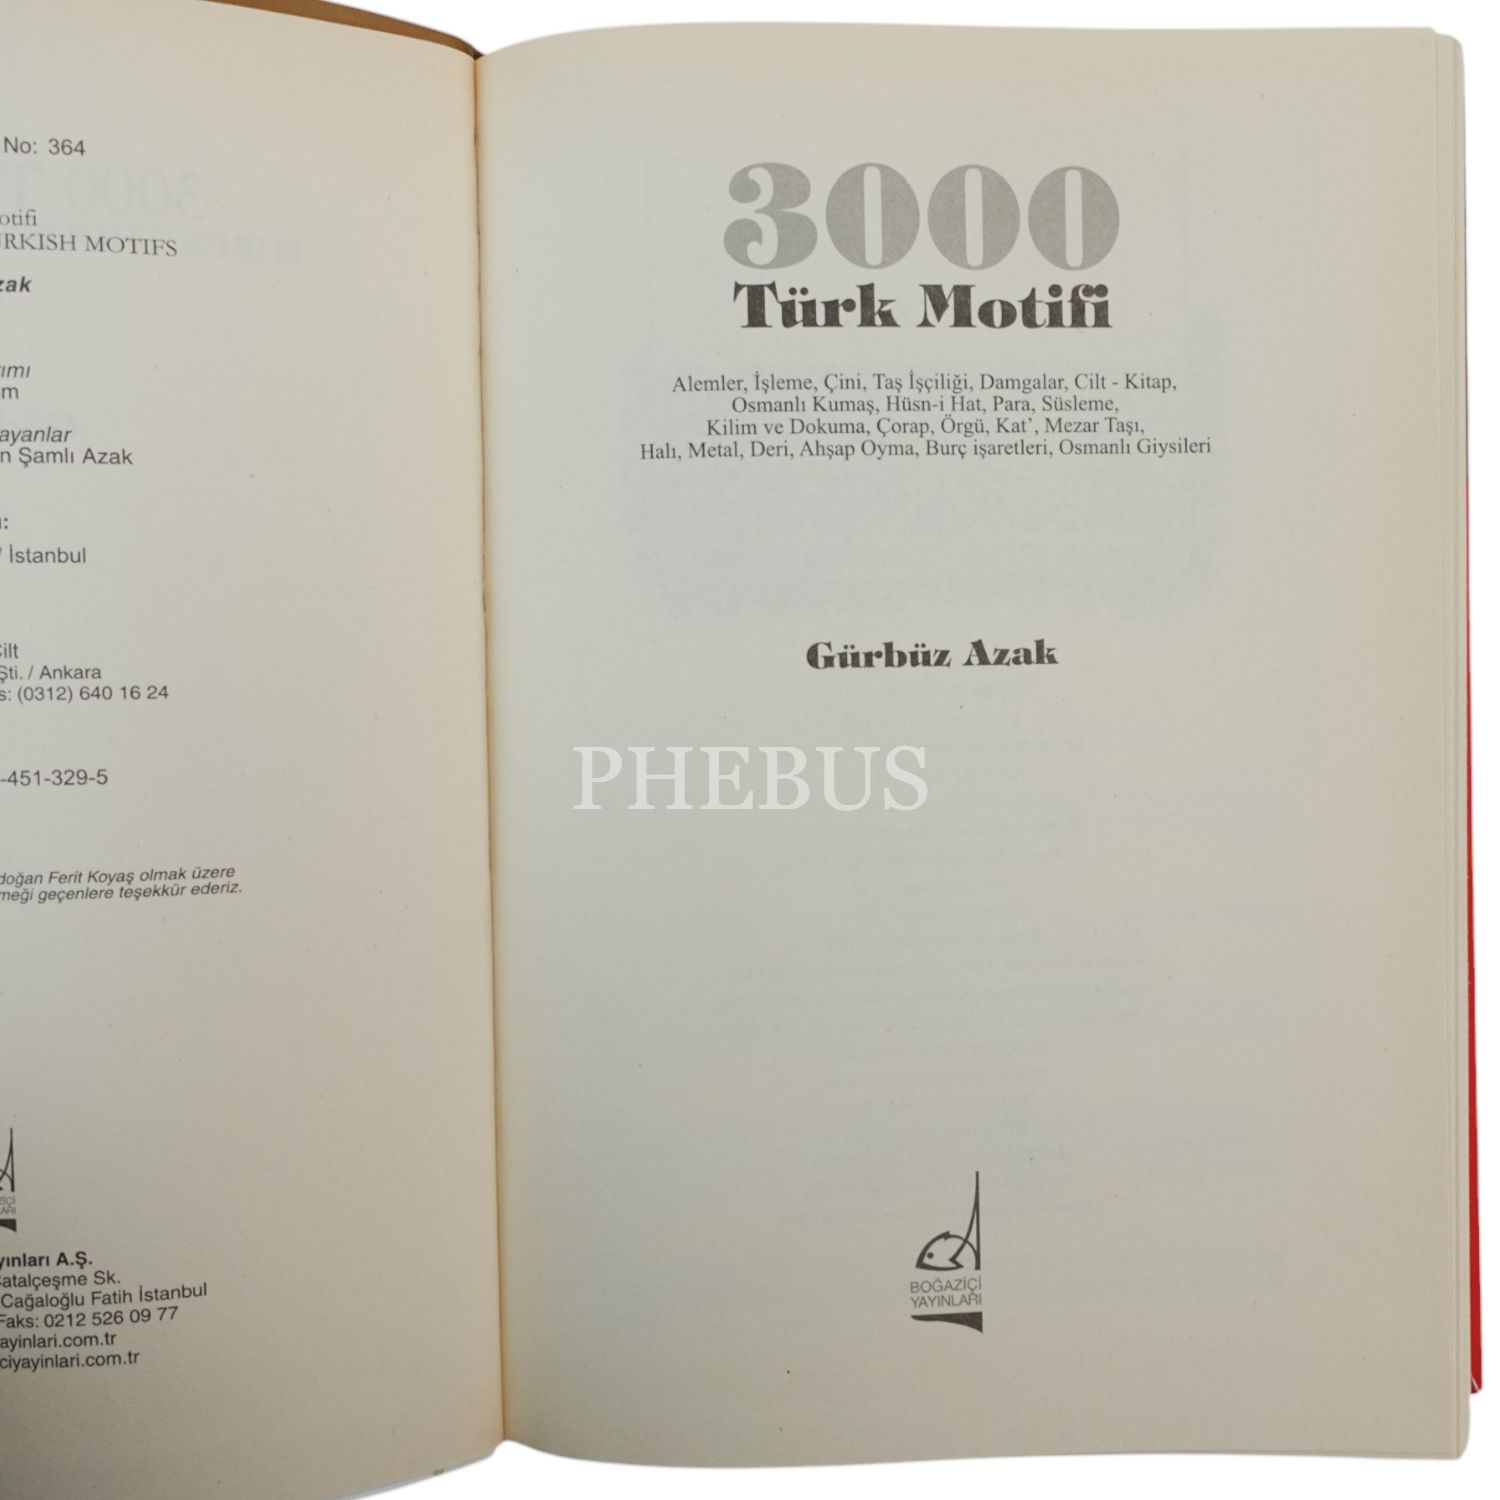 No: 364
otifi
RKISH MOTIFS
zak
ımı
m
ayanlar
n Şamlı Azak
ı:
/ İstanbul
Cilt
Şti. / Ankara
s: (0312) 640 16 24
-451-329-5
doğan Ferit Koyaş olmak üzere
meği geçenlere teşekkür ederiz.
yınları A.Ş.
Çatalçeşme Sk.
Cağaloğlu Fatih İstanbul
Faks: 0212 526 09 77
ayinlari.com.tr
ciyayinlari.com.tr
3000
Türk Motifi
Alemler, İşleme, Çini, Taş İşçiliği, Damgalar, Cilt - Kitap,
Osmanlı Kumaş, Hüsn-i Hat, Para, Süsleme,
Kilim ve Dokuma, Çorap, Örgü, Kat’, Mezar Taşı,
Halı, Metal, Deri, Ahşap Oyma, Burç işaretleri, Osmanlı Giysileri
Gürbüz Azak
PHEBUS
BOĞAZİÇİ
YAYINLARI